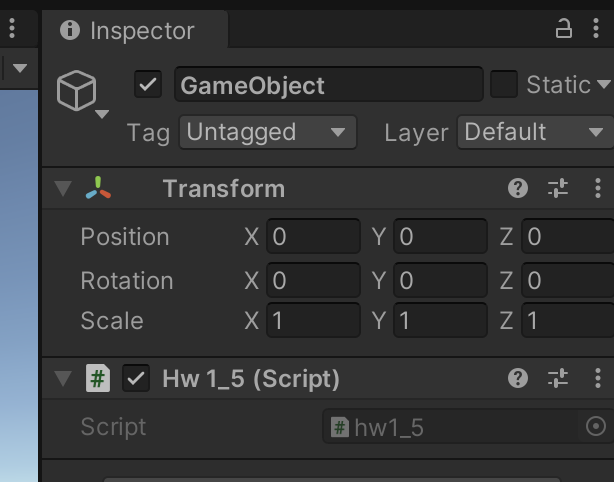 Inspector
GameObject Static
Tag Untagged Layer Default
Transform
Position X 0 Y 0 Z 0
Rotation X 0 Y 0 Z 0
Scale X 1 Y 1 Z 1
# Hw 1_5 (Script)
Script # hw1_5